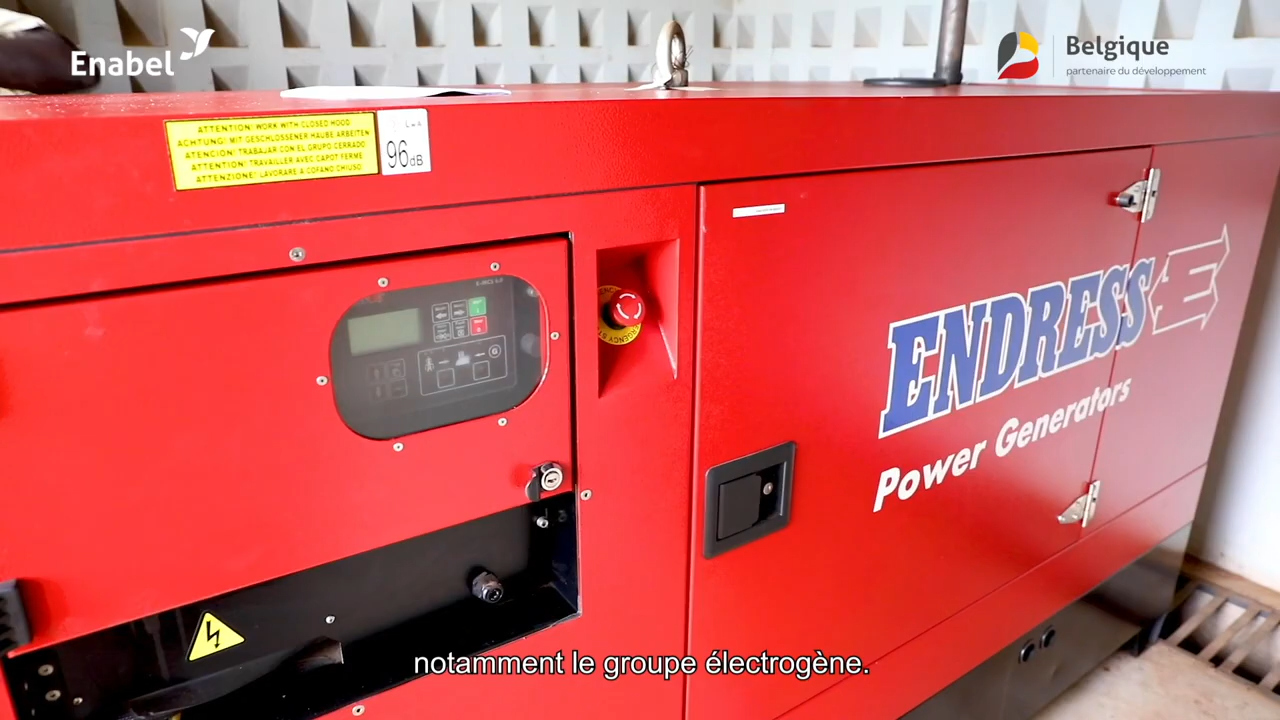 Enabel
Belgique
partenaire du développement
ATTENTION! WORK WITH CLOSED HOOD
ACHTUNG! MIT GESCHLOSSENER HAUBE ARBEITEN
ATENCION! TRABAJAR CON EL GRUPO CERRADO
ATTENTION! TRAVAILLER AVEC CAPOT FERME
ATTENZIONE! LAVORARE A COFANO CHIUSO
96dB
ENDRESS E
Power Generators
notamment le groupe électrogène.